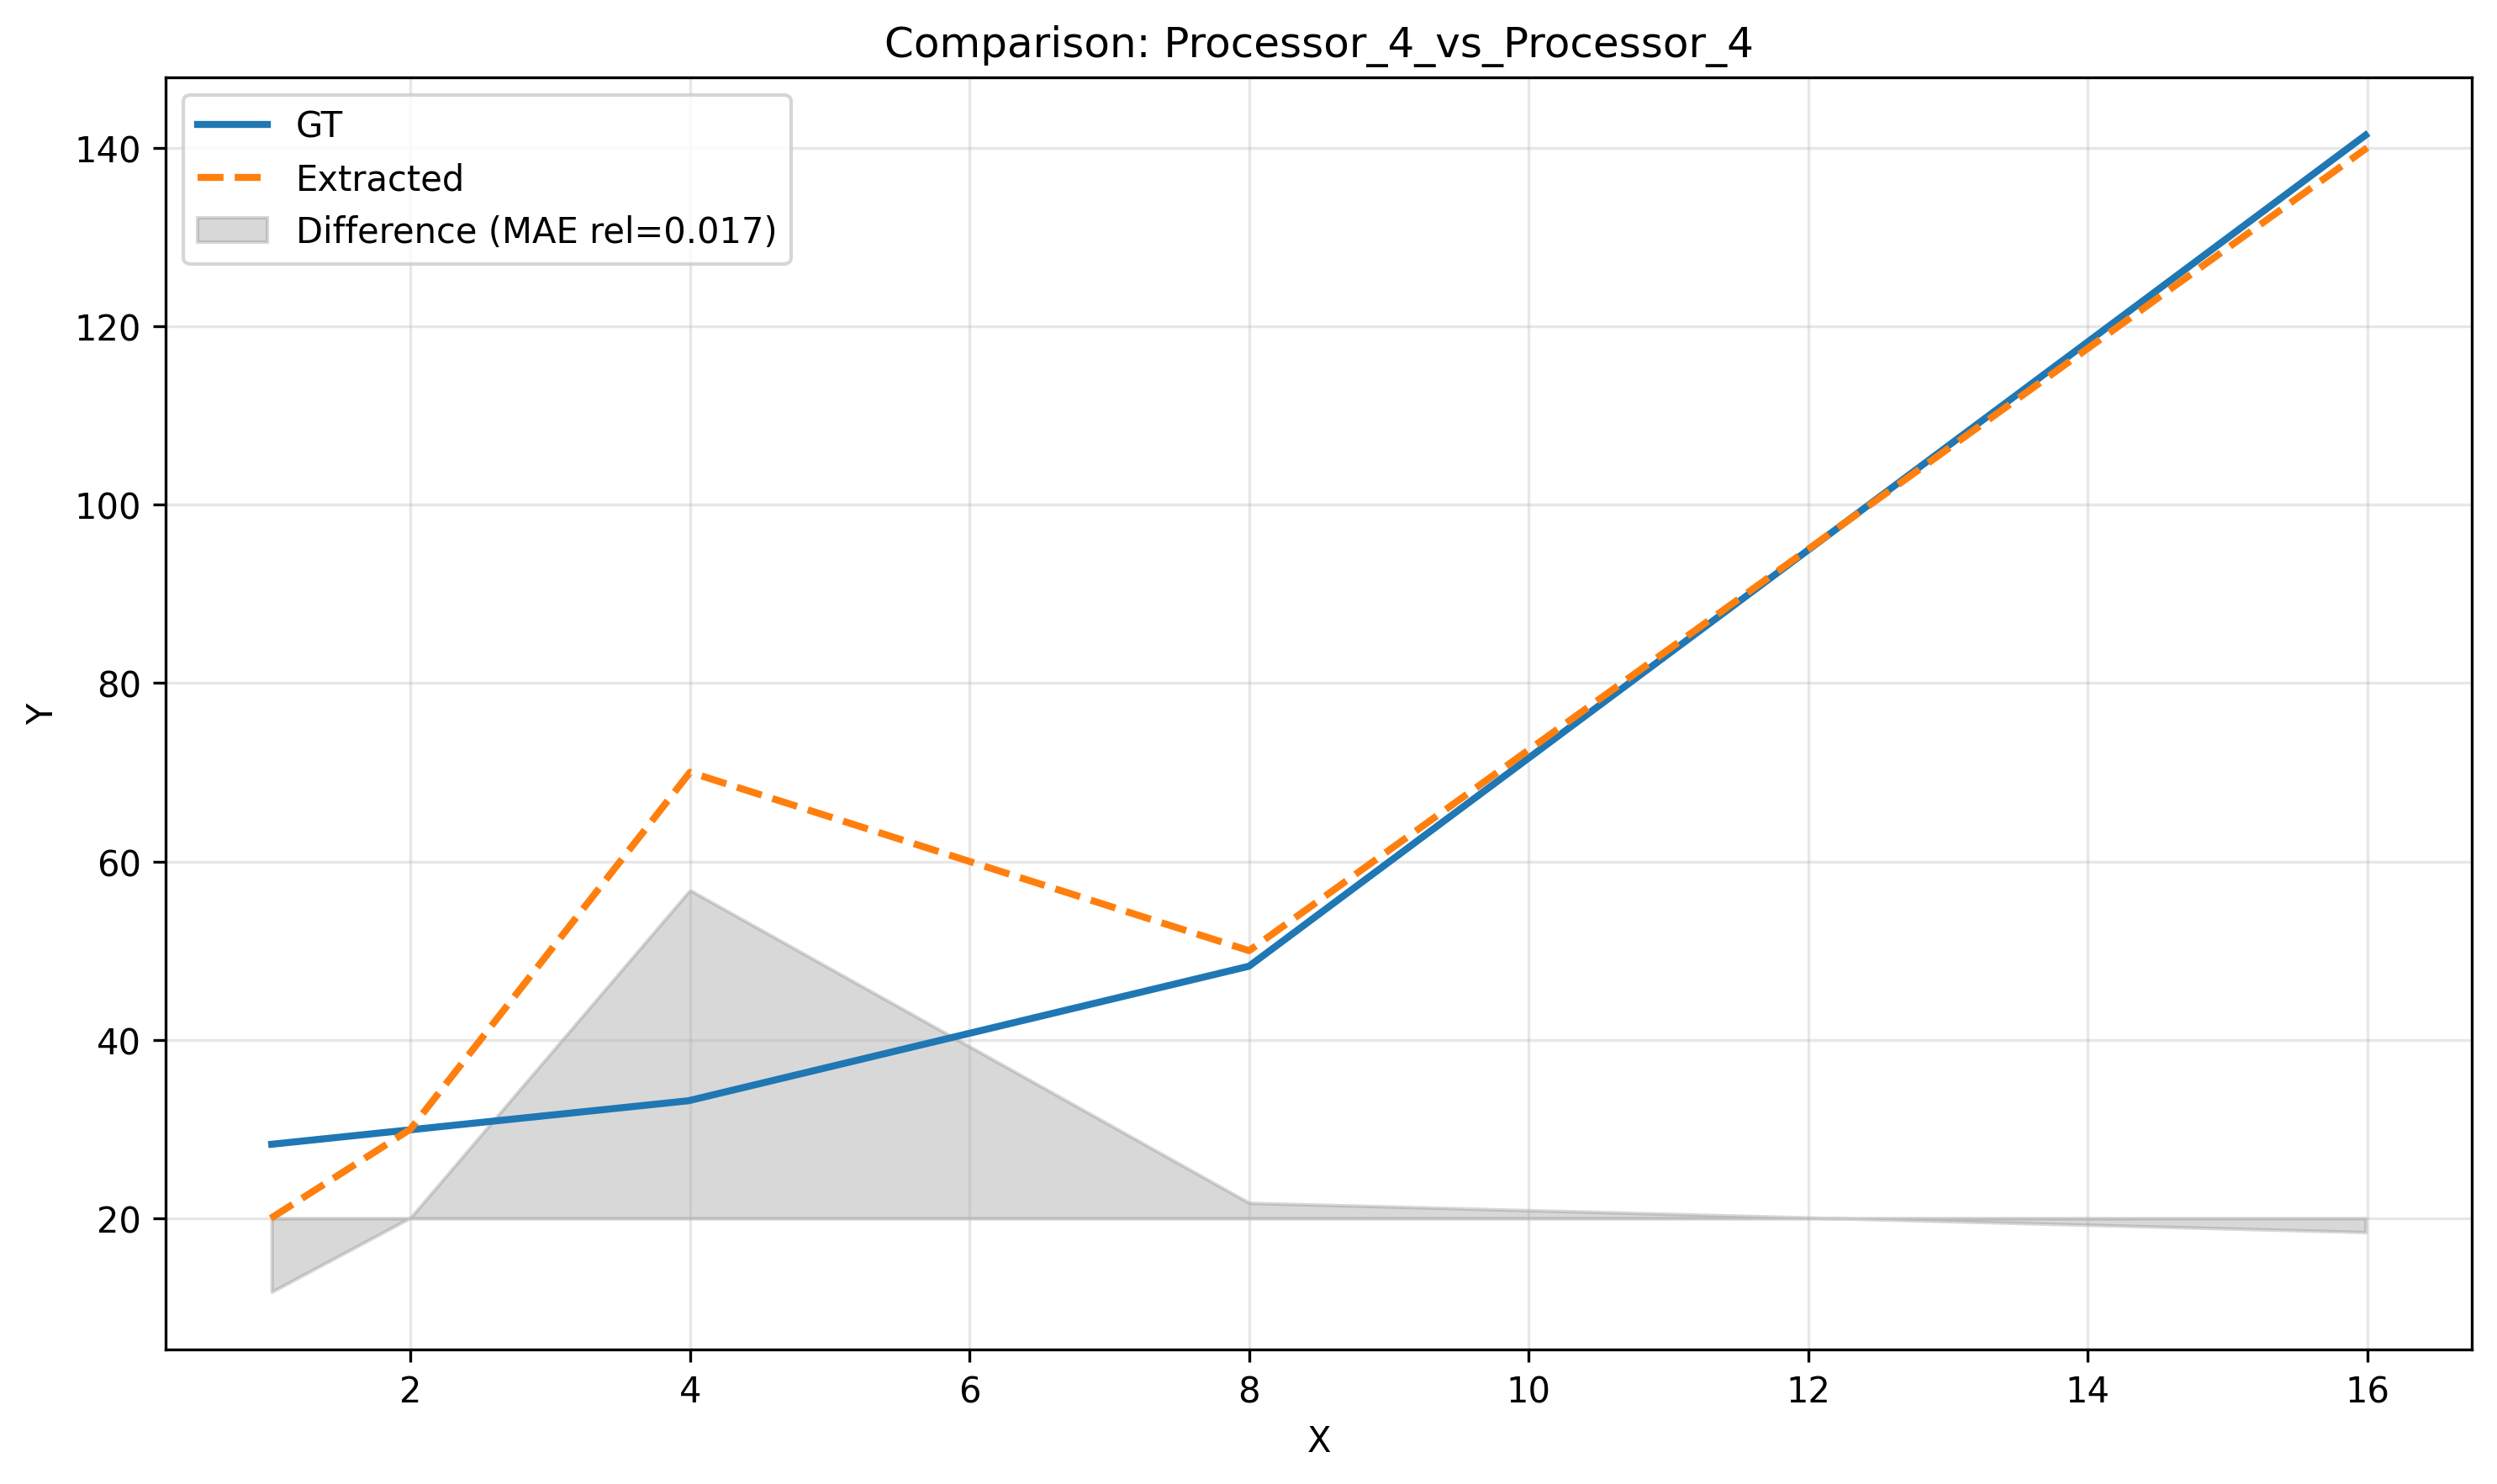 Comparison: Processor_4_vs_Processor_4
GT
Extracted
Difference (MAE rel=0.017)
140
120
100
80
60
40
20
Y
2 4 6 8 10 12 14 16
X